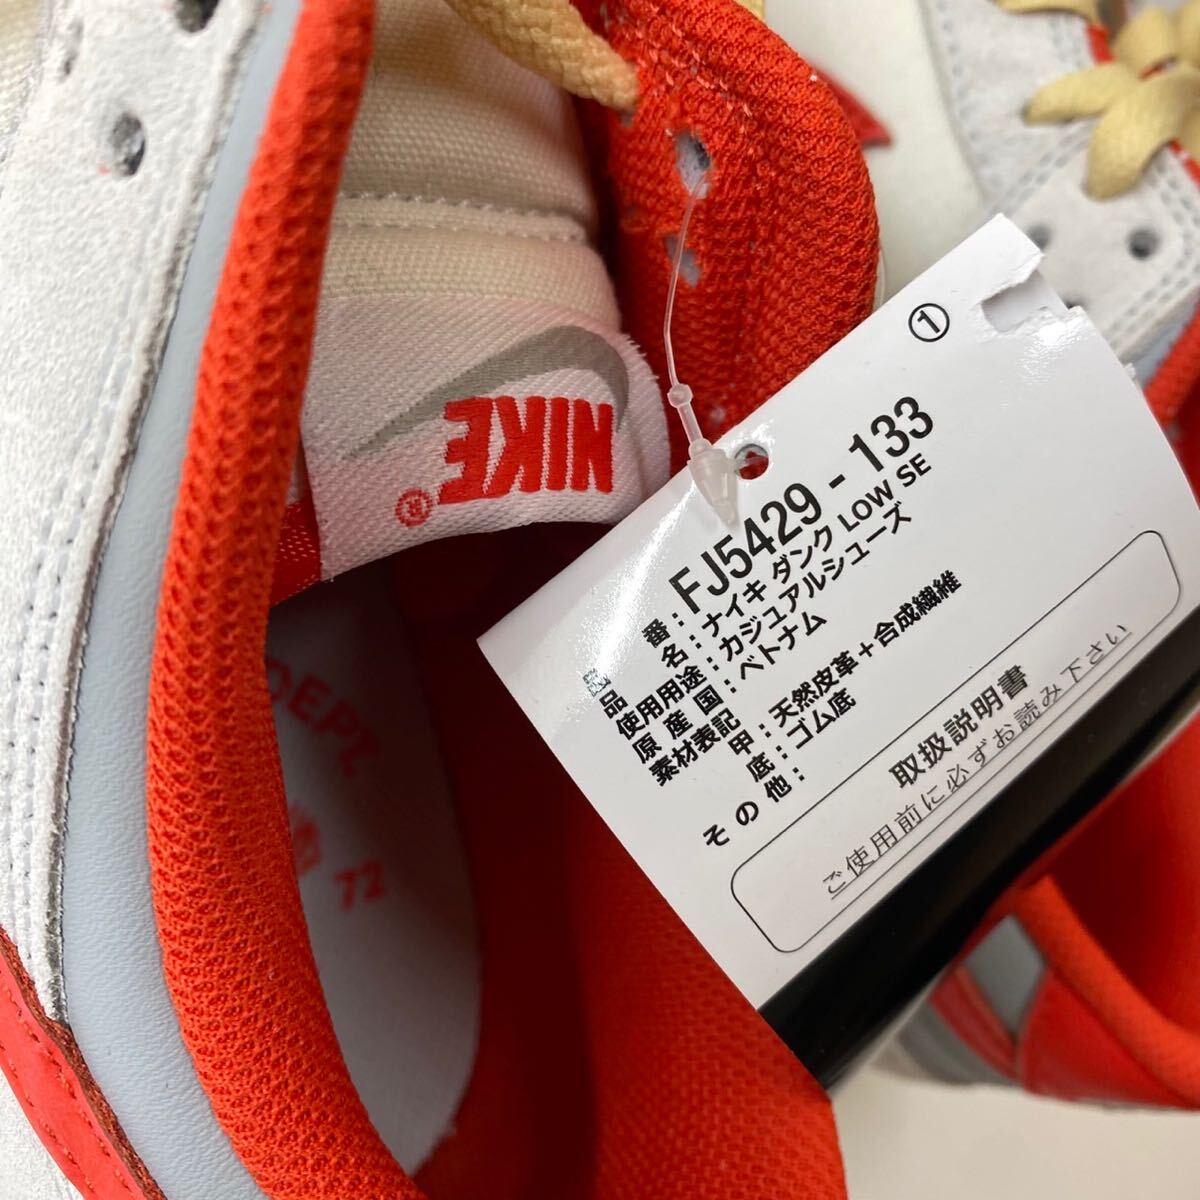 ①
品番：FJ5429-133
品名：ナイキ ダンク LOW SE
使用用途：カジュアルシューズ
原産国：ベトナム
素材表記 甲：天然皮革＋合成繊維
底：ゴム底
その他：
取扱説明書
ご使用前に必ずお読み下さい
NIKE
®
DEPT.
72